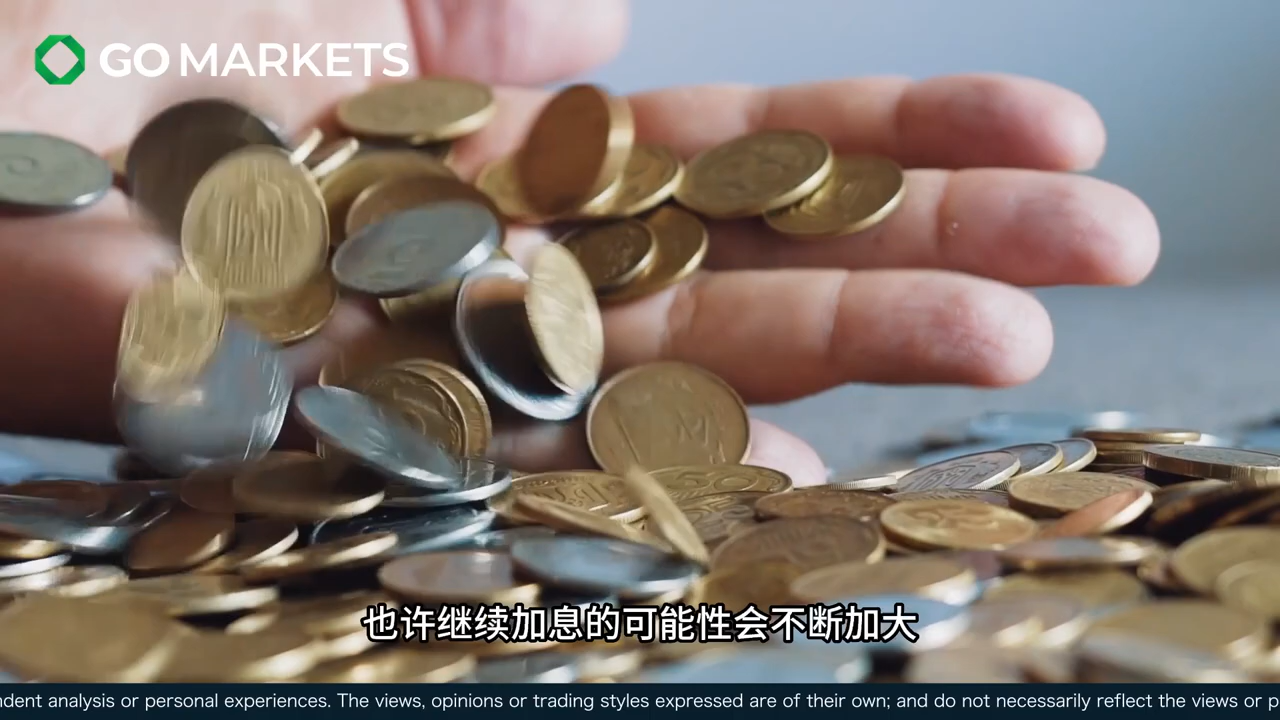 GO MARKETS
也许继续加息的可能性会不断加大
ndent analysis or personal experiences. The views, opinions or trading styles expressed are of their own; and do not necessarily reflect the views or p